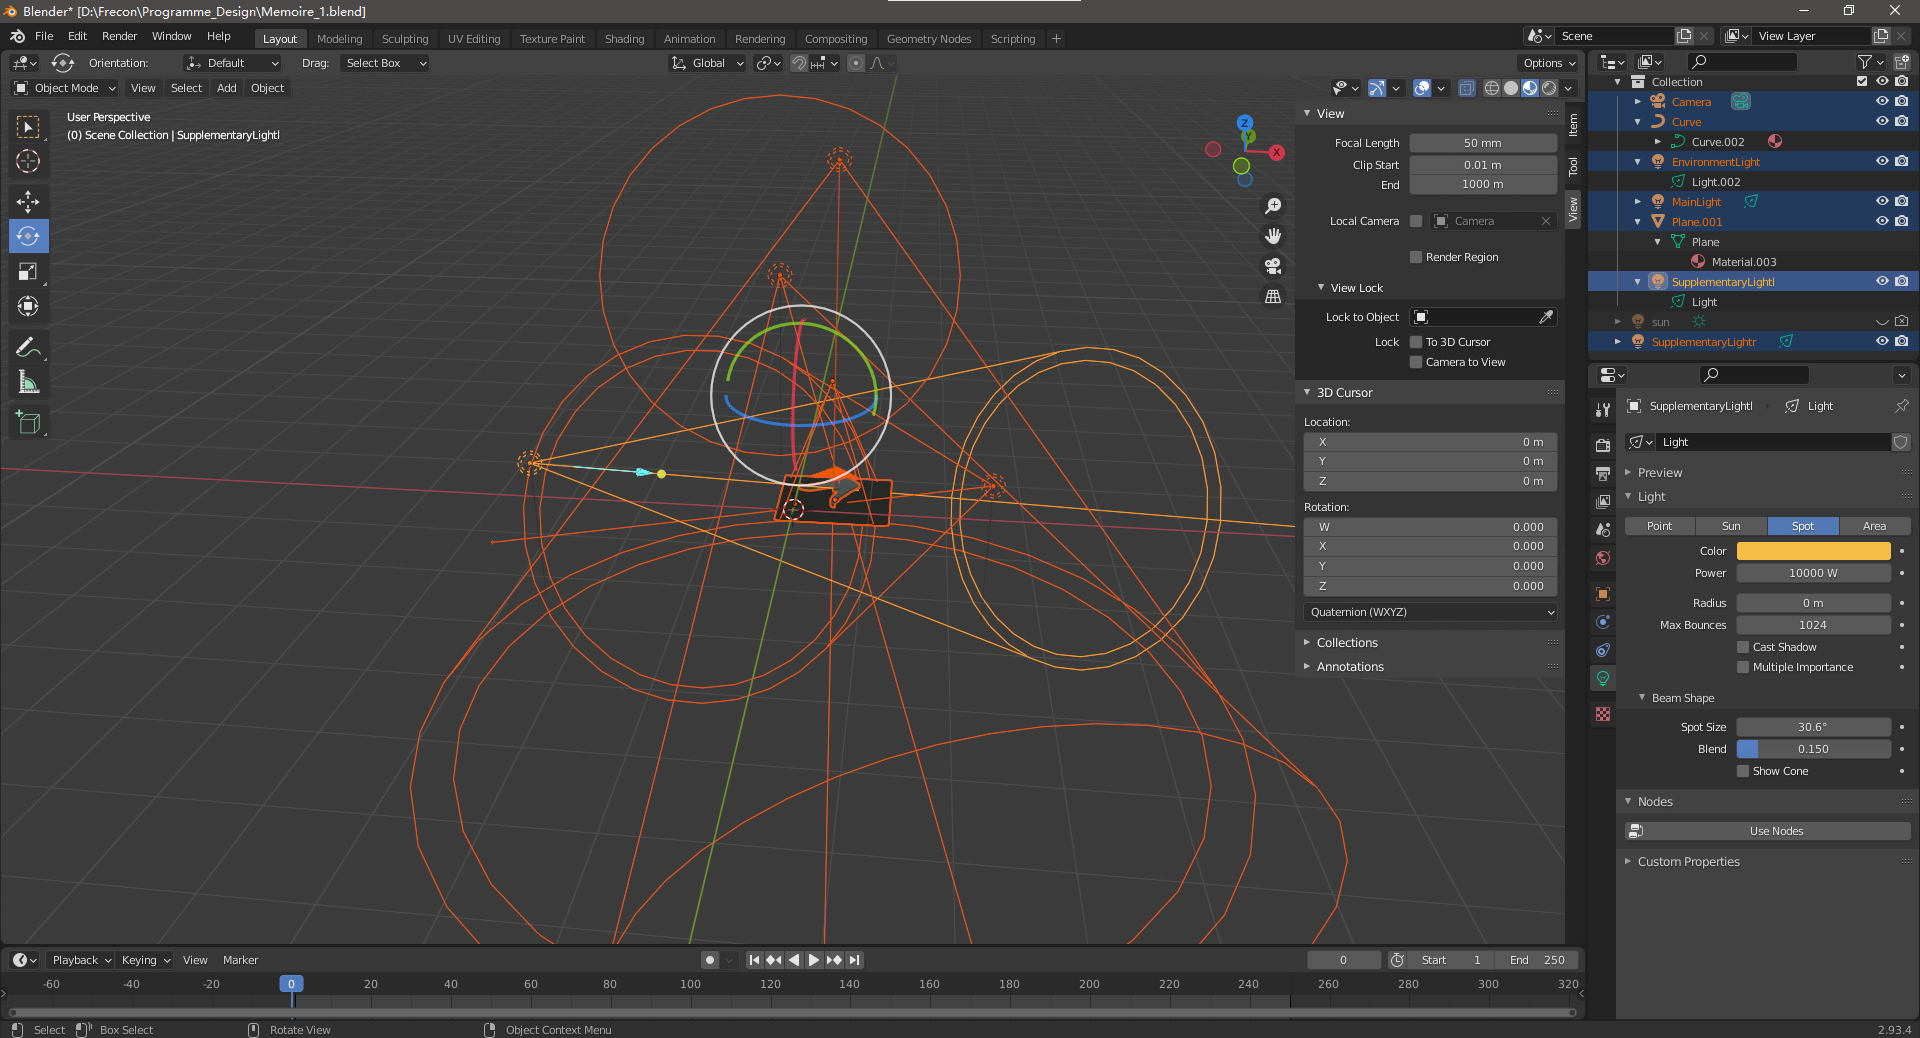 Blender* [D:\Frecon\Programme_Design\Memoire_1.blend]
File Edit Render Window Help Layout Modeling Sculpting UV Editing Texture Paint Shading Animation Rendering Compositing Geometry Nodes Scripting + Scene View Layer
Orientation: Default Drag: Select Box Global Options
Object Mode View Select Add Object
User Perspective
(0) Scene Collection | SupplementaryLightl
Z
Y
X
View
Focal Length 50 mm
Clip Start 0.01 m
End 1000 m
Local Camera Camera
Render Region
View Lock
Lock to Object
Lock To 3D Cursor
Camera to View
3D Cursor
Location:
X 0 m
Y 0 m
Z 0 m
Rotation:
W 0.000
X 0.000
Y 0.000
Z 0.000
Quaternion (WXYZ)
Collections
Annotations
Item
Tool
View
Collection
Camera
Curve
Curve.002
EnvironmentLight
Light.002
MainLight
Plane.001
Plane
Material.003
SupplementaryLightl
Light
sun
SupplementaryLightr
SupplementaryLightl Light
Light
Preview
Light
Point Sun Spot Area
Color
Power 10000 W
Radius 0 m
Max Bounces 1024
Cast Shadow
Multiple Importance
Beam Shape
Spot Size 30.6°
Blend 0.150
Show Cone
Nodes
Use Nodes
Custom Properties
Playback Keying View Marker 0 Start 1 End 250
-60 -40 -20 0 20 40 60 80 100 120 140 160 180 200 220 240 260 280 300 320
Select Box Select Rotate View Object Context Menu 2.93.4